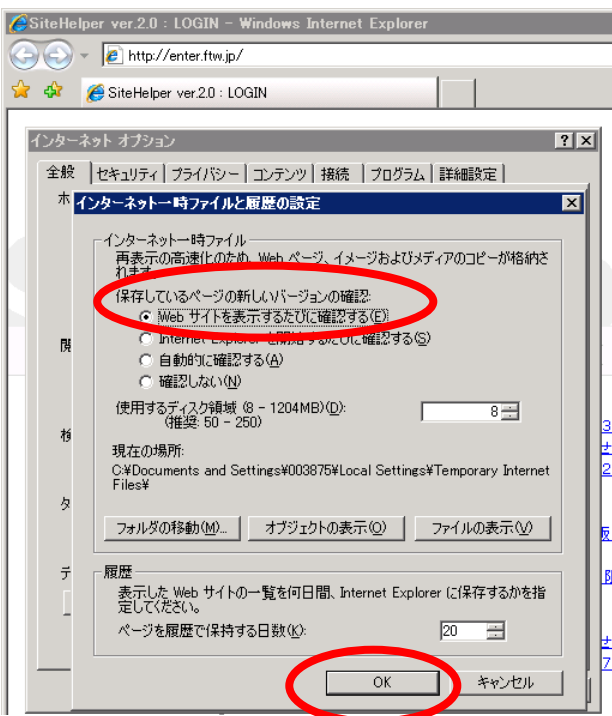 SiteHelper ver.2.0 : LOGIN - Windows Internet Explorer
http://enter.ftw.jp/
SiteHelper ver.2.0 : LOGIN
インターネット オプション
全般 セキュリティ プライバシー コンテンツ 接続 プログラム 詳細設定
ホ
インターネット一時ファイルと履歴の設定
インターネット一時ファイル
再表示の高速化のため、Web ページ、イメージおよびメディアのコピーが格納さ
れます。
保存しているページの新しいバージョンの確認:
Web サイトを表示するたびに確認する(E)
Internet Explorer を開始するたびに確認する(S)
閲
自動的に確認する(A)
確認しない(N)
使用するディスク領域 (8 - 1204MB)(D): 8
(推奨: 50 - 250)
3
検
せ
現在の場所:
C:¥Documents and Settings¥003875¥Local Settings¥Temporary Internet
2
Files¥
タ
フォルダの移動(M)... オブジェクトの表示(O) ファイルの表示(V)
デ
履歴
表示した Web サイトの一覧を何日間、Internet Explorer に保存するかを指
定してください。
ページを履歴で保持する日数(K): 20
せ
7
OK キャンセル